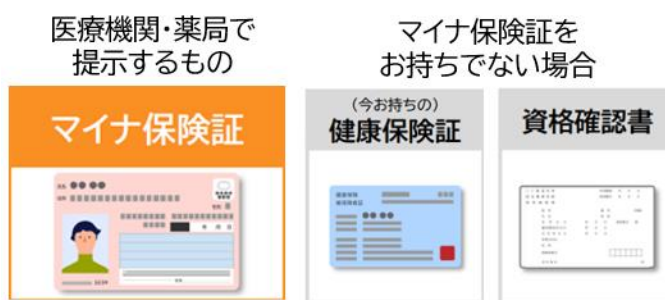 医療機関・薬局で
提示するもの
マイナ保険証を
お持ちでない場合
マイナ保険証
(今お持ちの)
健康保険証
資格確認書